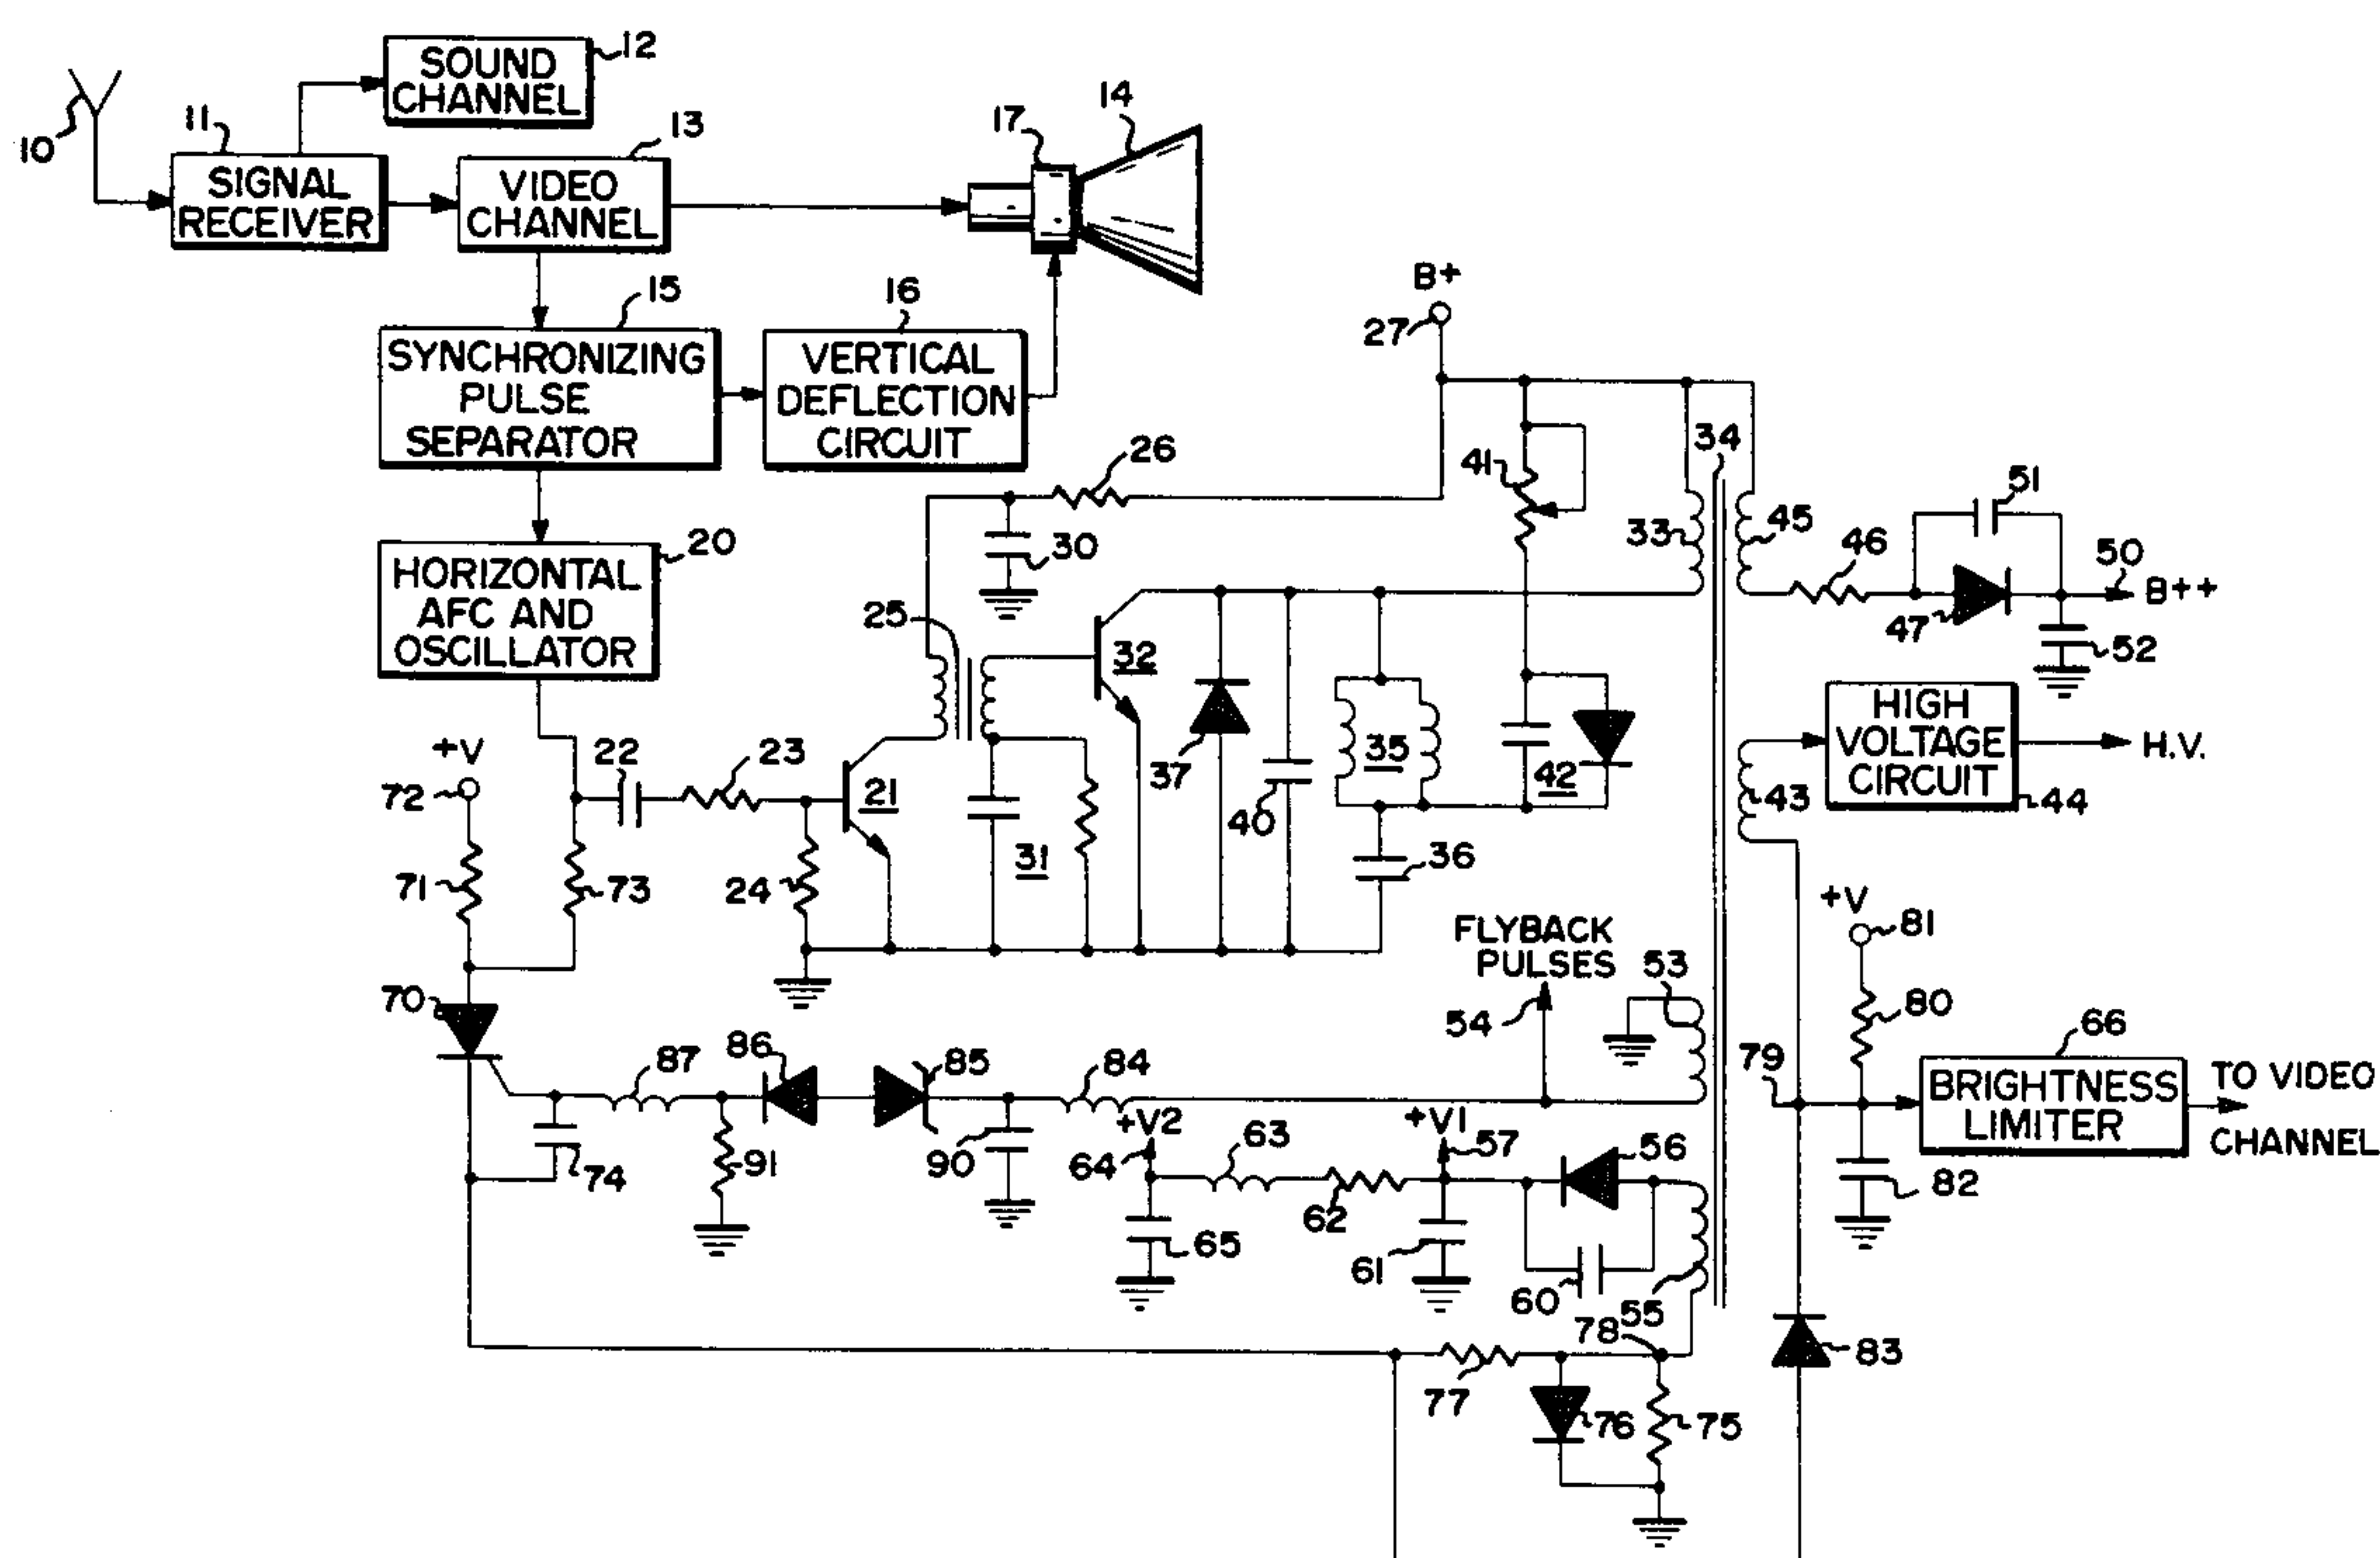 SOUND
CHANNEL
12
10
11
SIGNAL
RECEIVER
13
VIDEO
CHANNEL
17
14
15
SYNCHRONIZING
PULSE
SEPARATOR
16
VERTICAL
DEFLECTION
CIRCUIT
B+
27
26
41
34
33
45
46
51
50
B++
47
52
20
HORIZONTAL
AFC AND
OSCILLATOR
30
25
32
37
40
35
42
36
43
HIGH
VOLTAGE
CIRCUIT
44
H.V.
+V
72
22
23
21
71
73
24
31
FLYBACK
PULSES
54
53
+V
81
80
79
66
BRIGHTNESS
LIMITER
TO VIDEO
CHANNEL
82
70
87
86
85
84
74
91
90
+V2
64
63
+V1
57
56
65
62
61
60
55
78
77
76
75
83